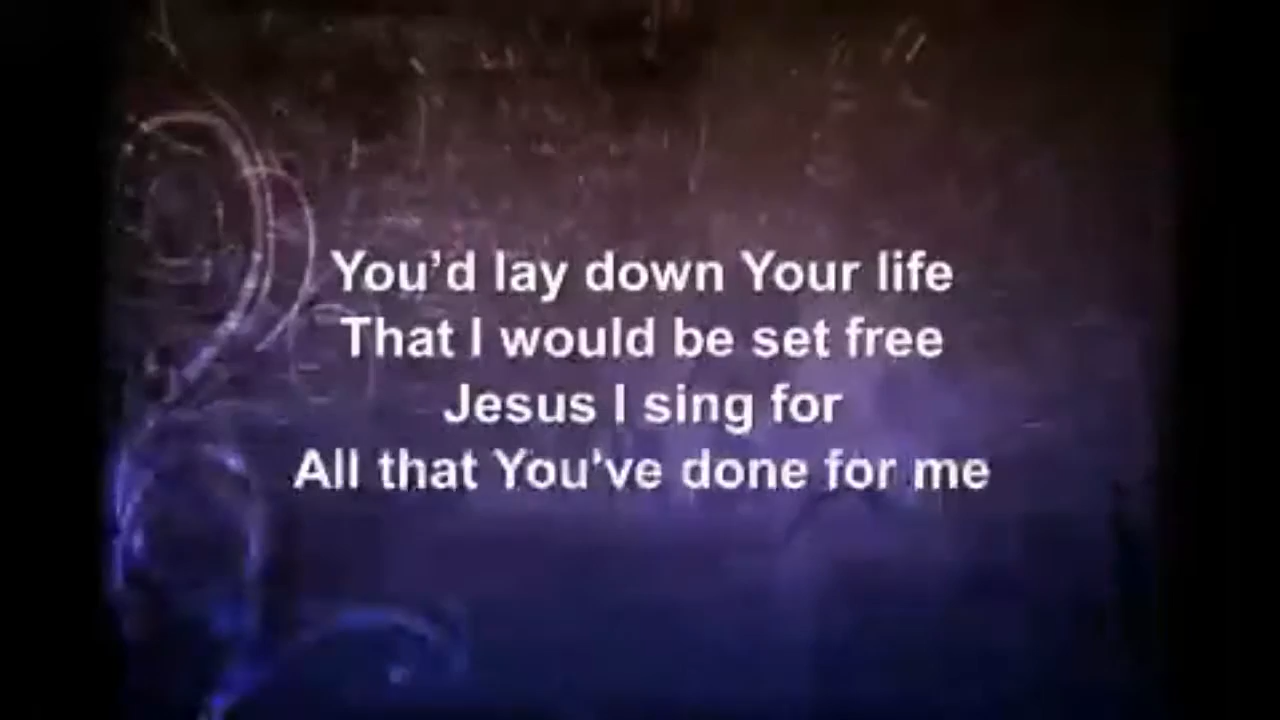 You’d lay down Your life
That I would be set free
Jesus I sing for
All that You’ve done for me